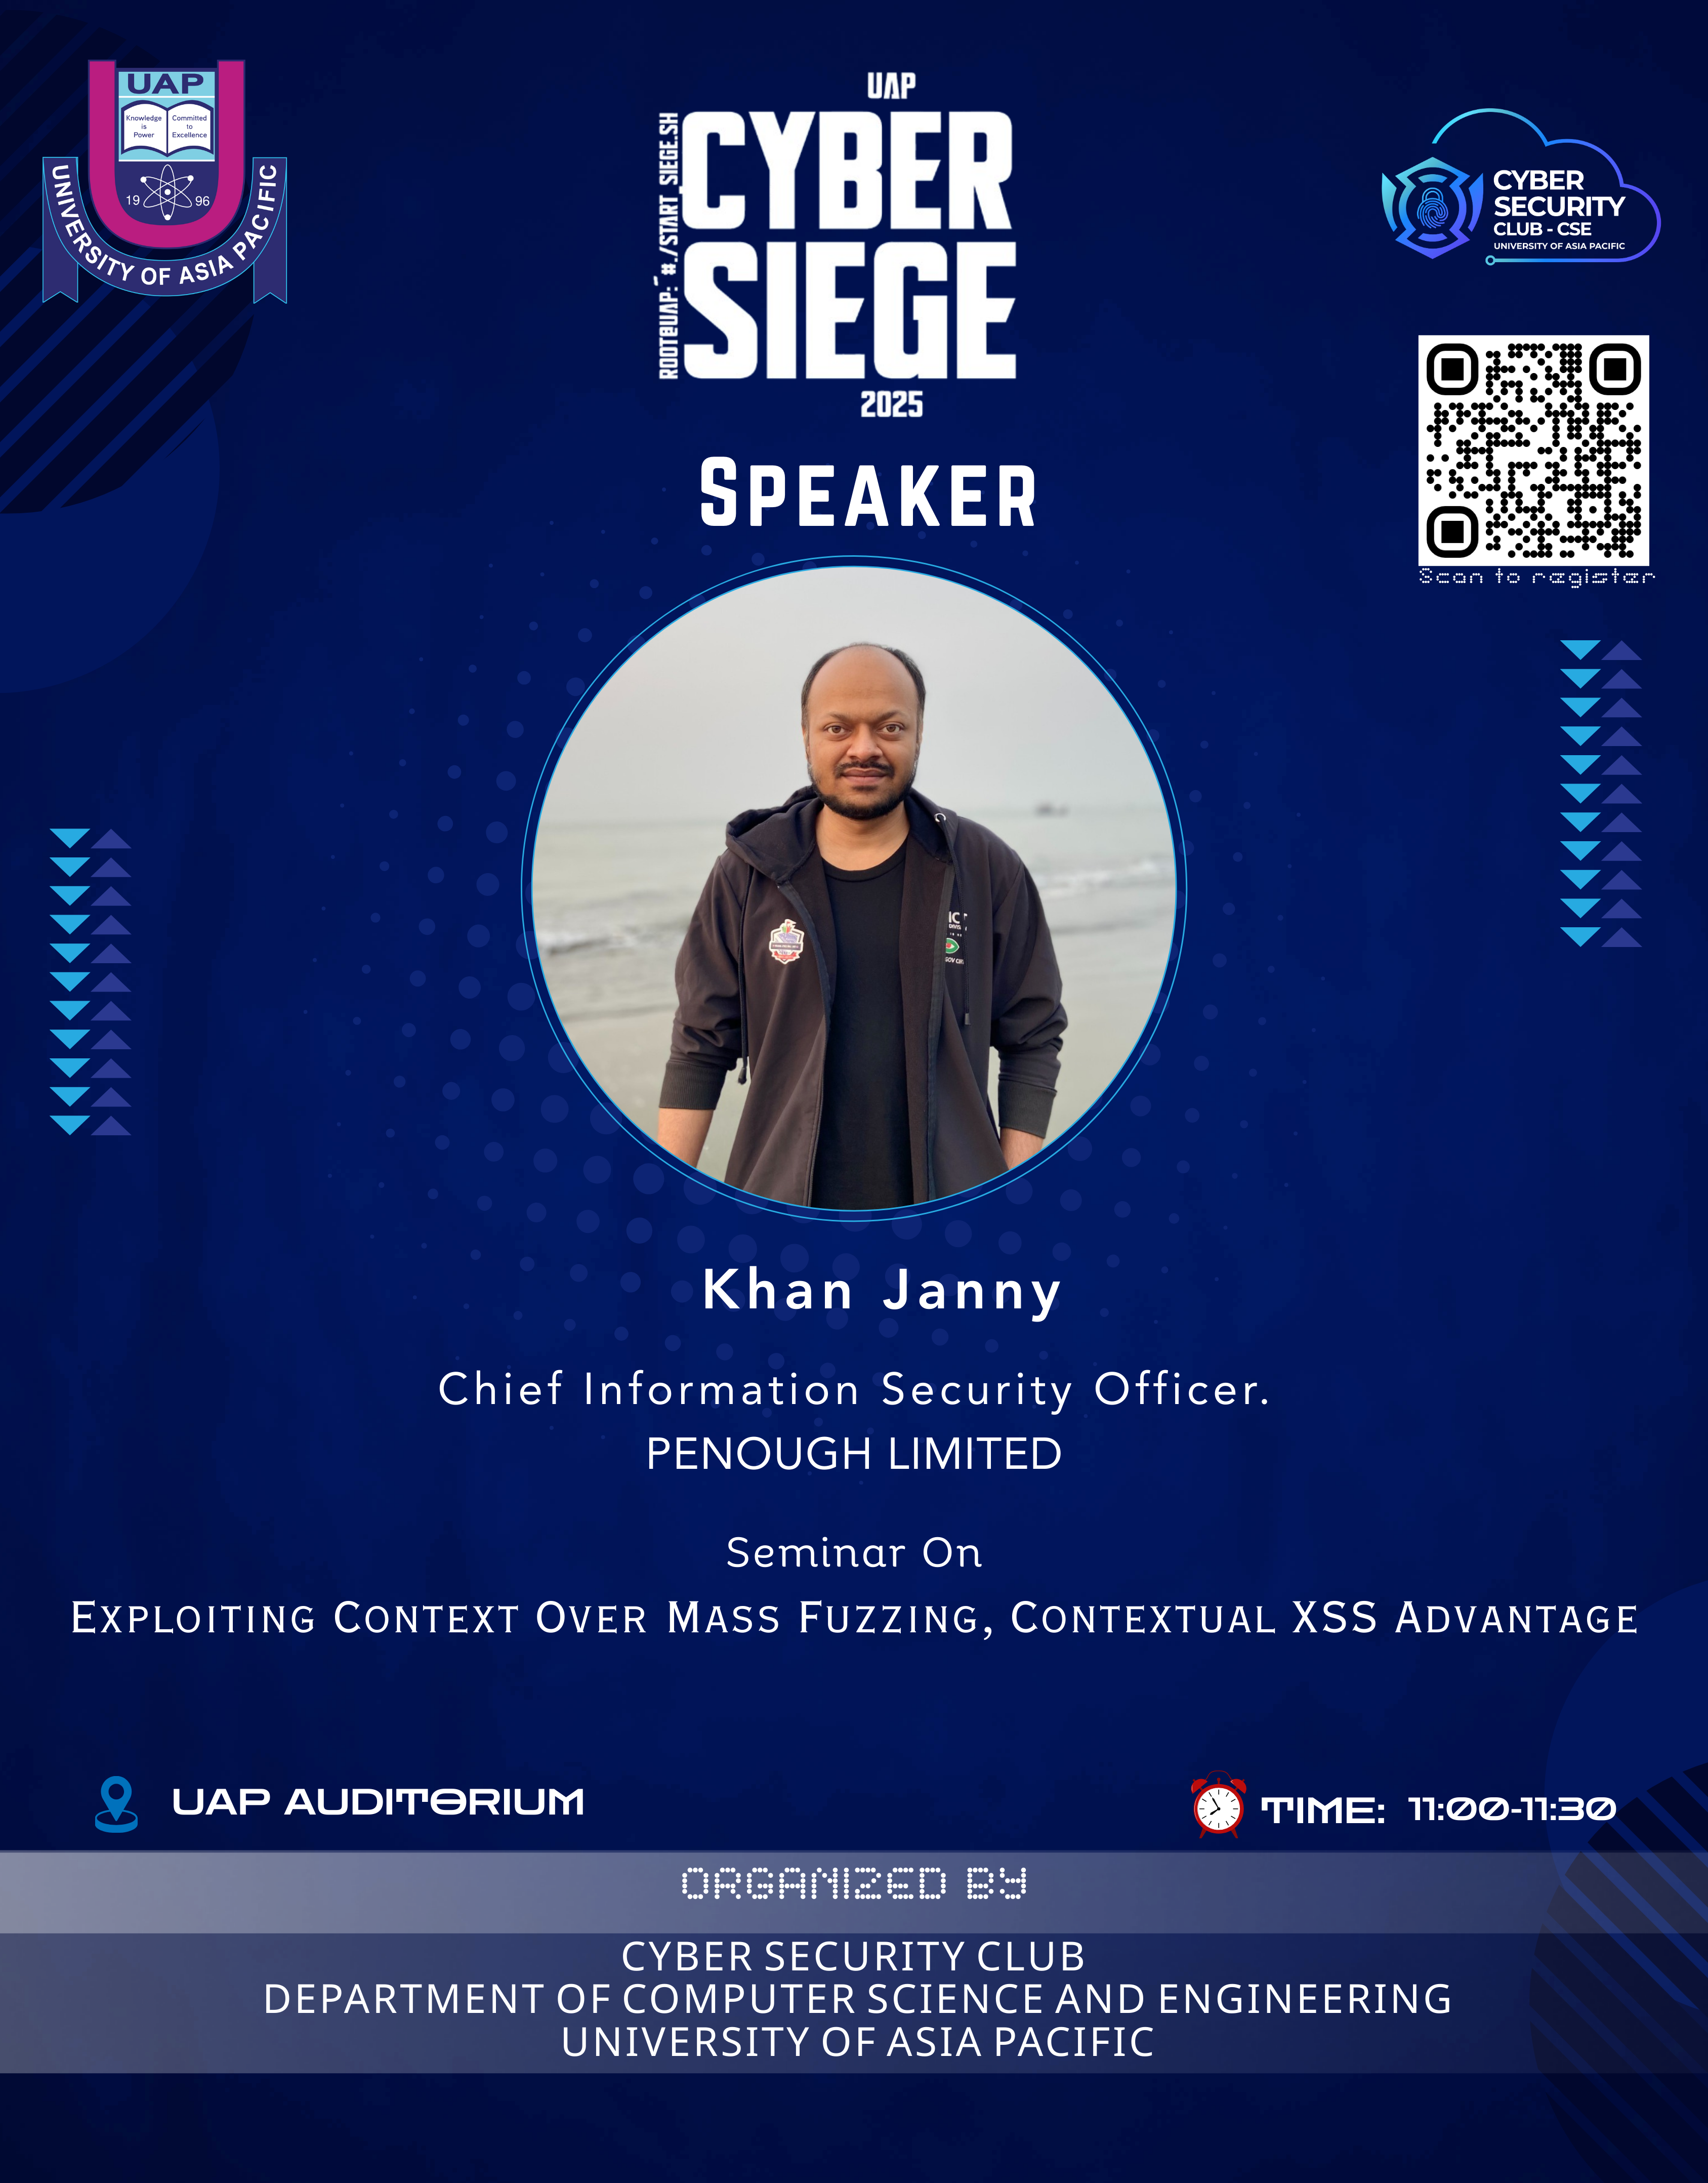 UAP
Knowledge
is
Power
Committed
to
Excellence
19 96
UNIVERSITY OF ASIA PACIFIC
UAP
CYBER
SIEGE
ROOT@UAP:~#./START_SIEGE.SH
2025
CYBER
SECURITY
CLUB - CSE
UNIVERSITY OF ASIA PACIFIC
Scan to register
SPEAKER
Khan Janny
Chief Information Security Officer.
PENOUGH LIMITED
Seminar On
EXPLOITING CONTEXT OVER MASS FUZZING, CONTEXTUAL XSS ADVANTAGE
UAP AUDITORIUM
TIME: 11:00-11:30
ORGANIZED BY
CYBER SECURITY CLUB
DEPARTMENT OF COMPUTER SCIENCE AND ENGINEERING
UNIVERSITY OF ASIA PACIFIC